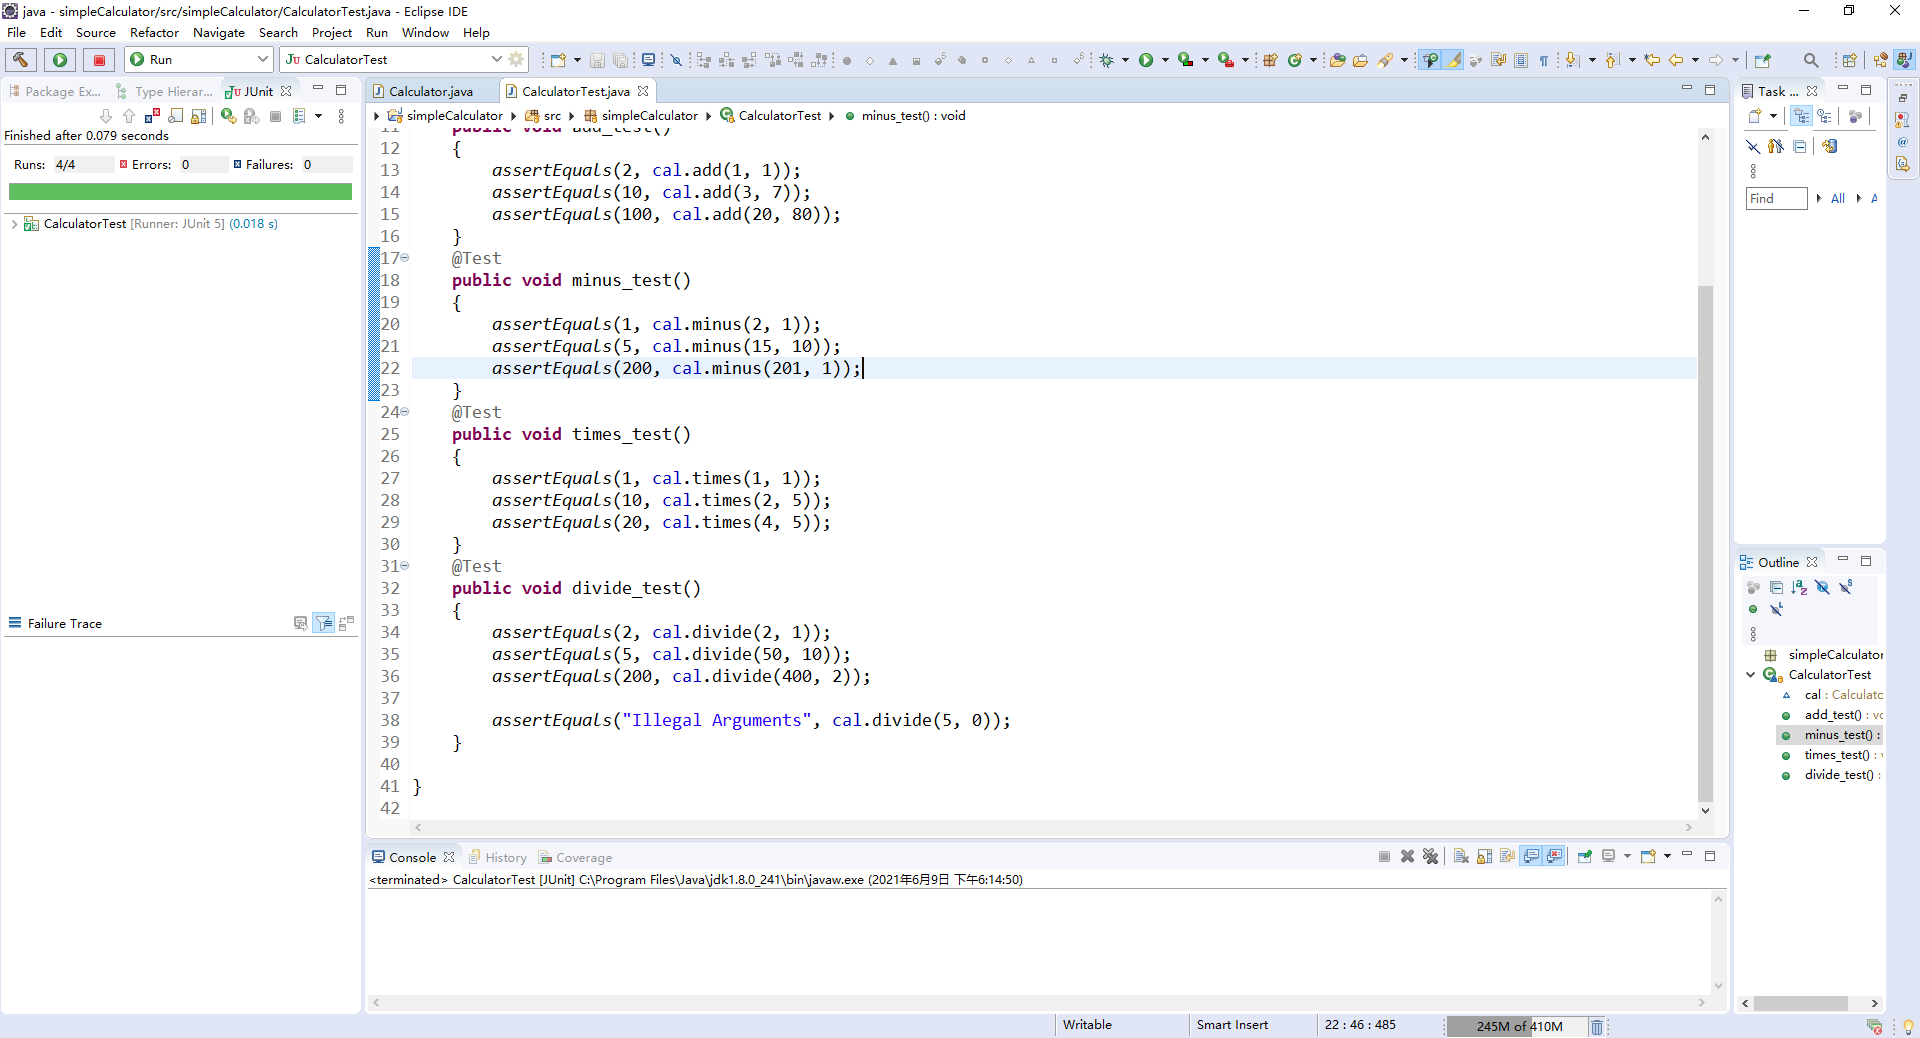 java - simpleCalculator/src/simpleCalculator/CalculatorTest.java - Eclipse IDE
File Edit Source Refactor Navigate Search Project Run Window Help
Run
JU CalculatorTest
Package Ex... Type Hierar... JU JUnit
Finished after 0.079 seconds
Runs: 4/4 Errors: 0 Failures: 0
CalculatorTest [Runner: JUnit 5] (0.018 s)
Failure Trace
Calculator.java CalculatorTest.java
simpleCalculator src simpleCalculator CalculatorTest minus_test() : void
11 public void add_test()
12 {
13 assertEquals(2, cal.add(1, 1));
14 assertEquals(10, cal.add(3, 7));
15 assertEquals(100, cal.add(20, 80));
16 }
17 @Test
18 public void minus_test()
19 {
20 assertEquals(1, cal.minus(2, 1));
21 assertEquals(5, cal.minus(15, 10));
22 assertEquals(200, cal.minus(201, 1));
23 }
24 @Test
25 public void times_test()
26 {
27 assertEquals(1, cal.times(1, 1));
28 assertEquals(10, cal.times(2, 5));
29 assertEquals(20, cal.times(4, 5));
30 }
31 @Test
32 public void divide_test()
33 {
34 assertEquals(2, cal.divide(2, 1));
35 assertEquals(5, cal.divide(50, 10));
36 assertEquals(200, cal.divide(400, 2));
37
38 assertEquals("Illegal Arguments", cal.divide(5, 0));
39 }
40
41 }
42
Console History Coverage
<terminated> CalculatorTest [JUnit] C:\Program Files\Java\jdk1.8.0_241\bin\javaw.exe (2021年6月9日 下午6:14:50)
Task ...
Find All A
Outline
simpleCalculator
CalculatorTest
cal : Calculato
add_test() : vo
minus_test() :
times_test() :
divide_test() :
Writable Smart Insert 22 : 46 : 485 245M of 410M